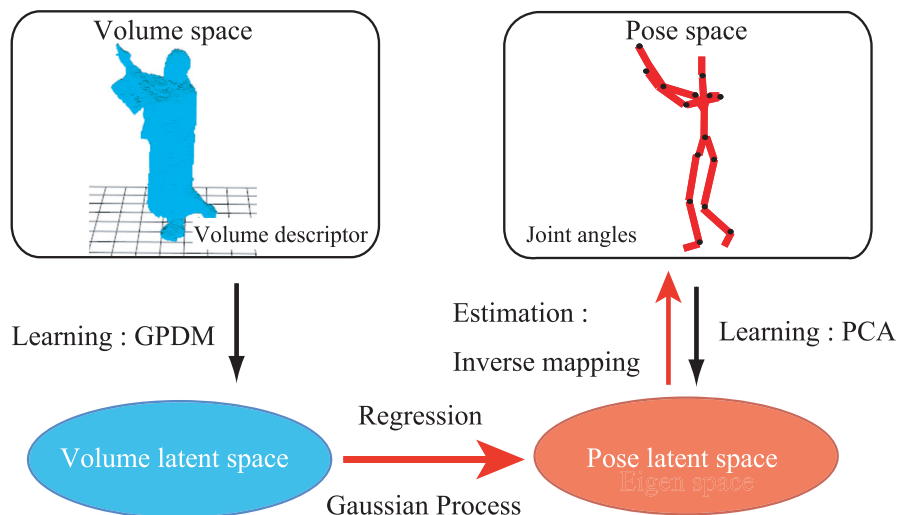 Volume space
Volume descriptor
Pose space
Joint angles
Learning : GPDM
Estimation :
Inverse mapping
Learning : PCA
Volume latent space
Regression
Gaussian Process
Pose latent space
Eigen space